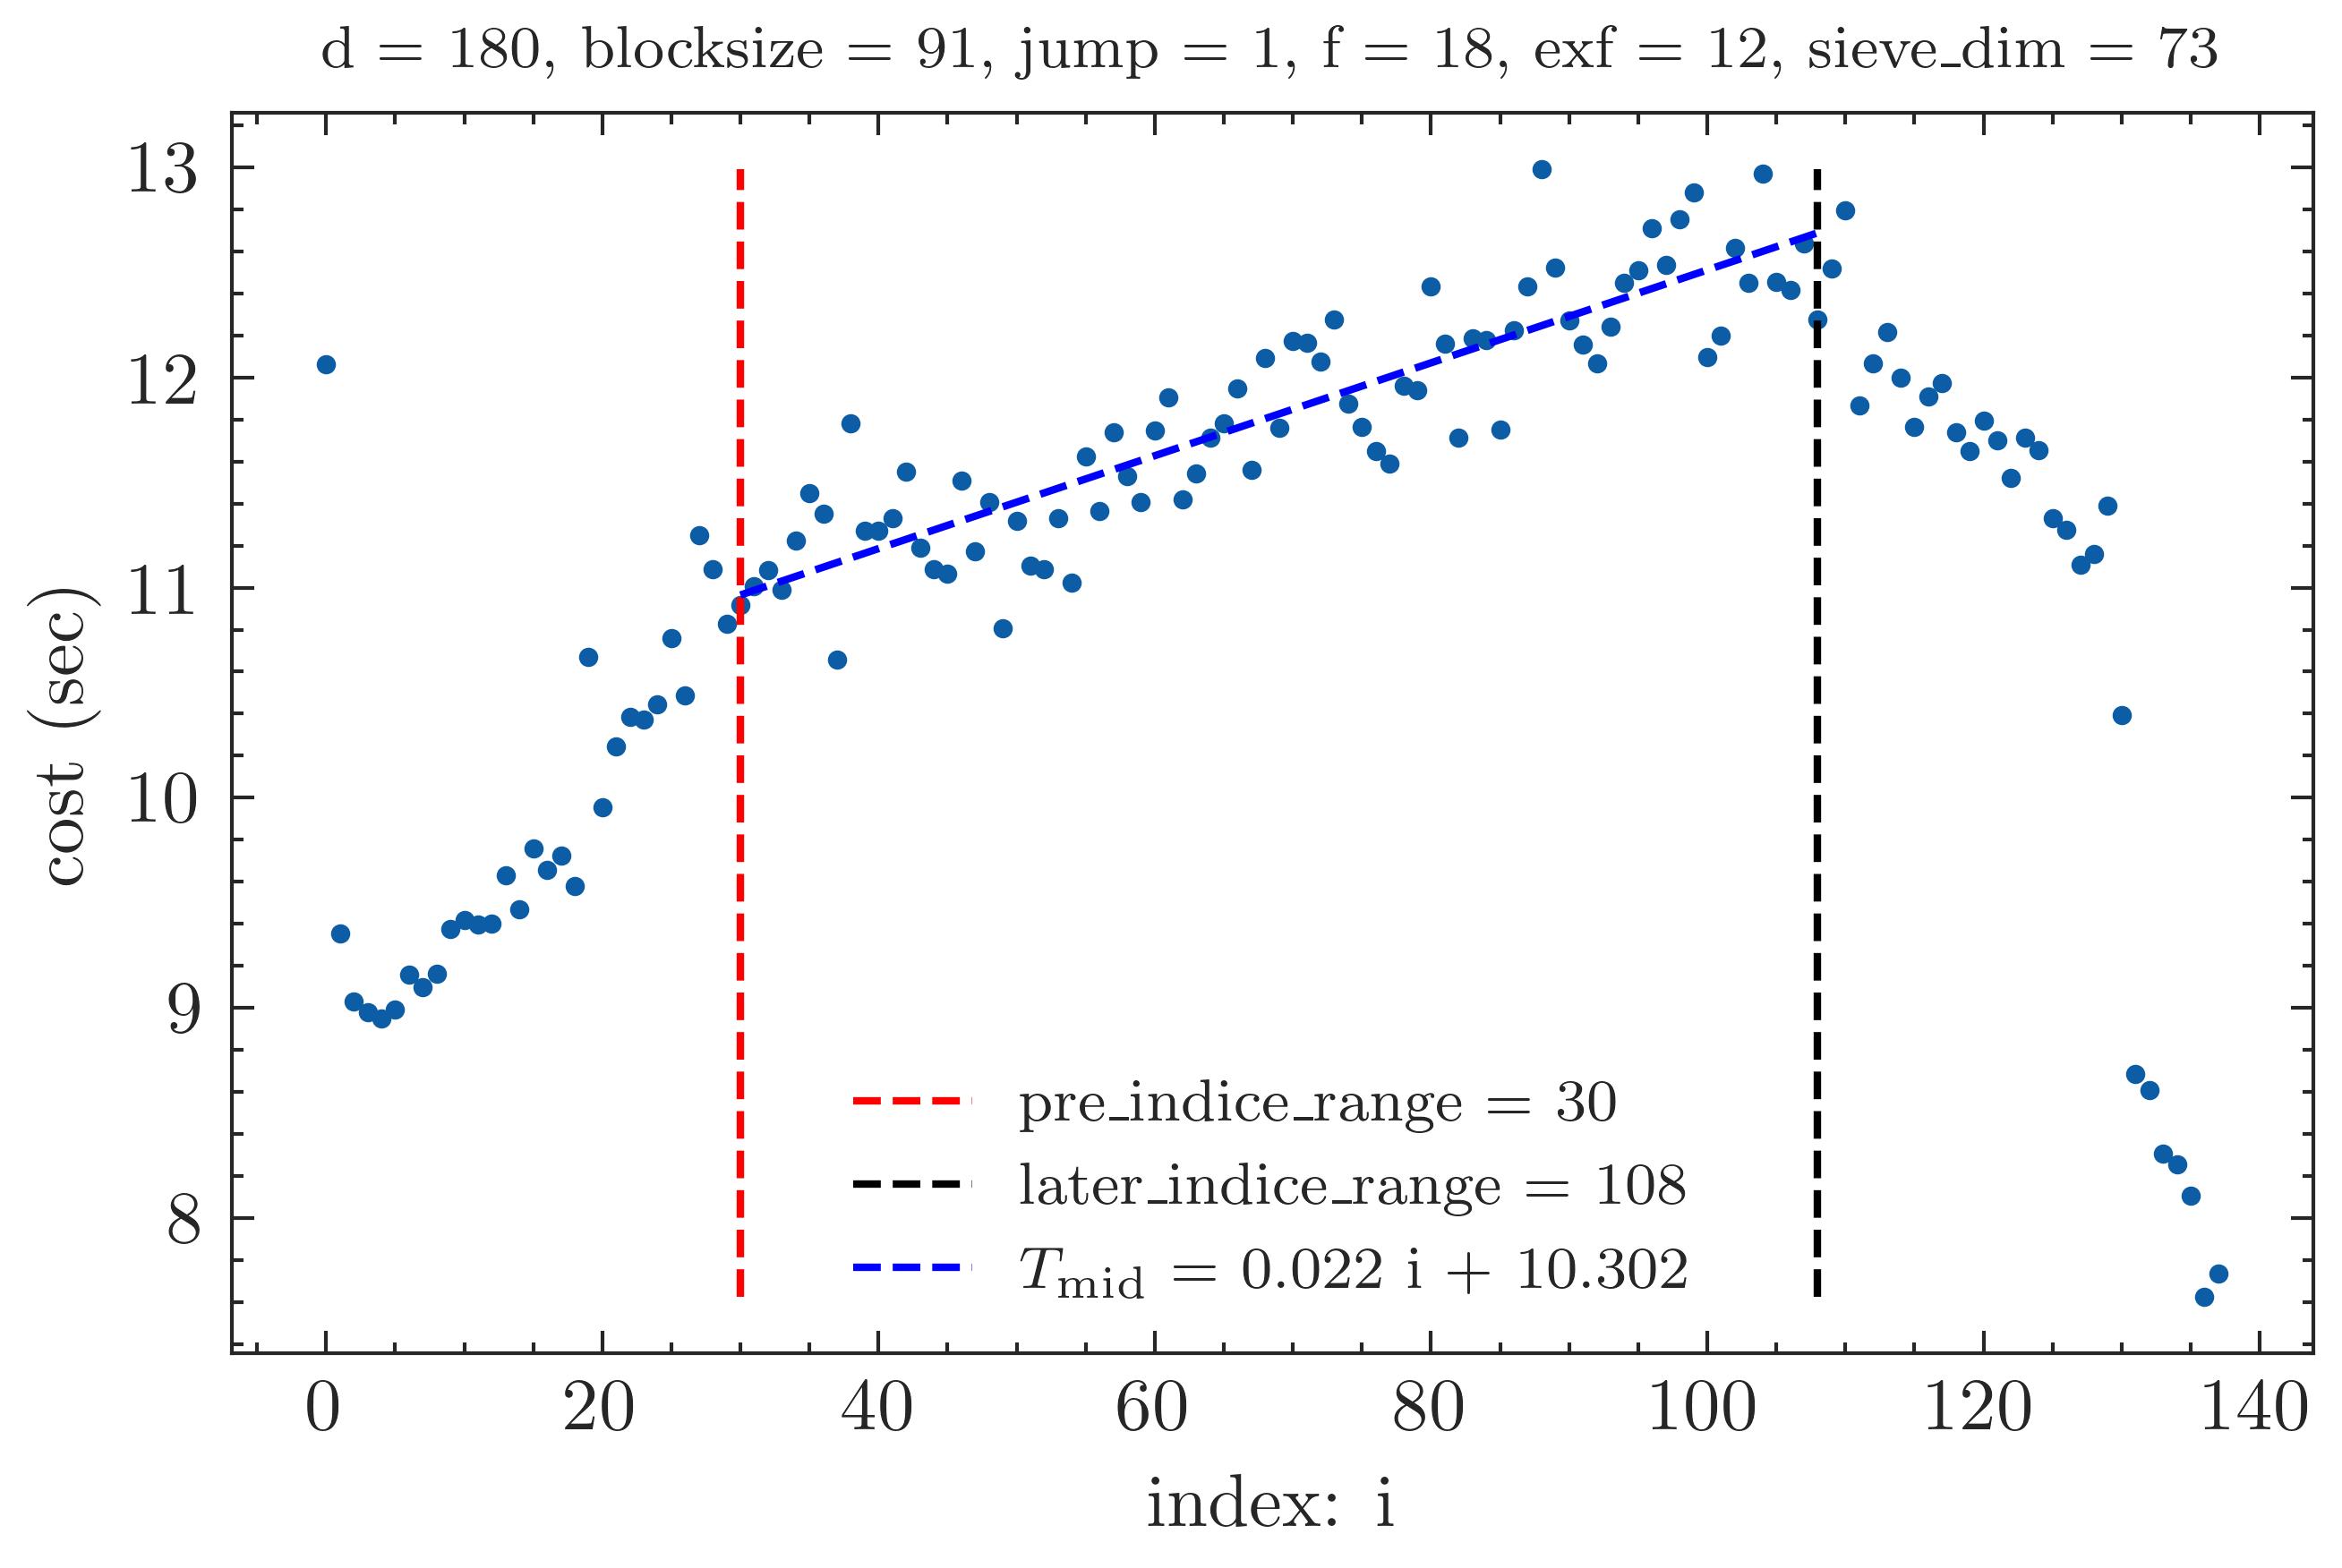 d = 180, blocksize = 91, jump = 1, f = 18, exf = 12, sieve_dim = 73
cost (sec)
13
12
11
10
9
8
pre_indice_range = 30
later_indice_range = 108
T_mid = 0.022 i + 10.302
0 20 40 60 80 100 120 140
index: i